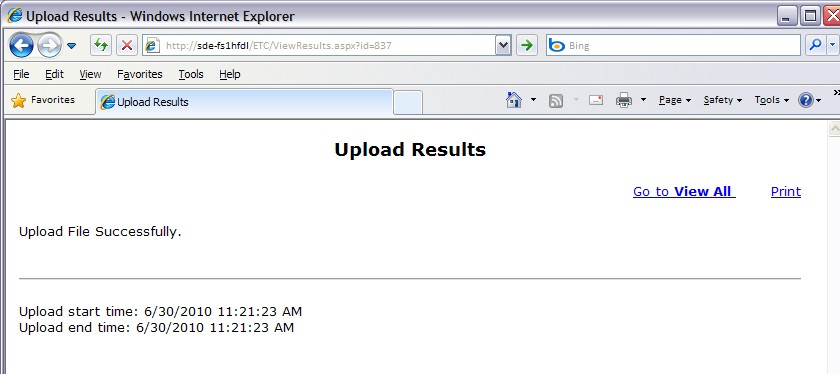 Upload Results - Windows Internet Explorer
http://sde-fs1hfdl/ETC/ViewResults.aspx?id=837
Bing
File Edit View Favorites Tools Help
Favorites Upload Results Page Safety Tools
Upload Results
Go to View All Print
Upload File Successfully.
Upload start time: 6/30/2010 11:21:23 AM
Upload end time: 6/30/2010 11:21:23 AM